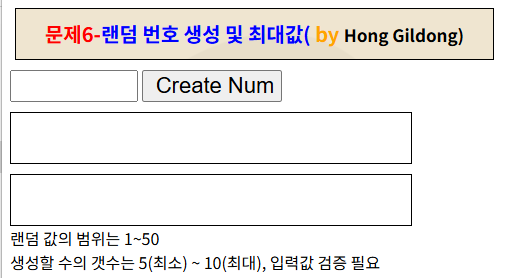 문제6-랜덤 번호 생성 및 최대값( by Hong Gildong)
Create Num
랜덤 값의 범위는 1~50
생성할 수의 갯수는 5(최소) ~ 10(최대), 입력값 검증 필요